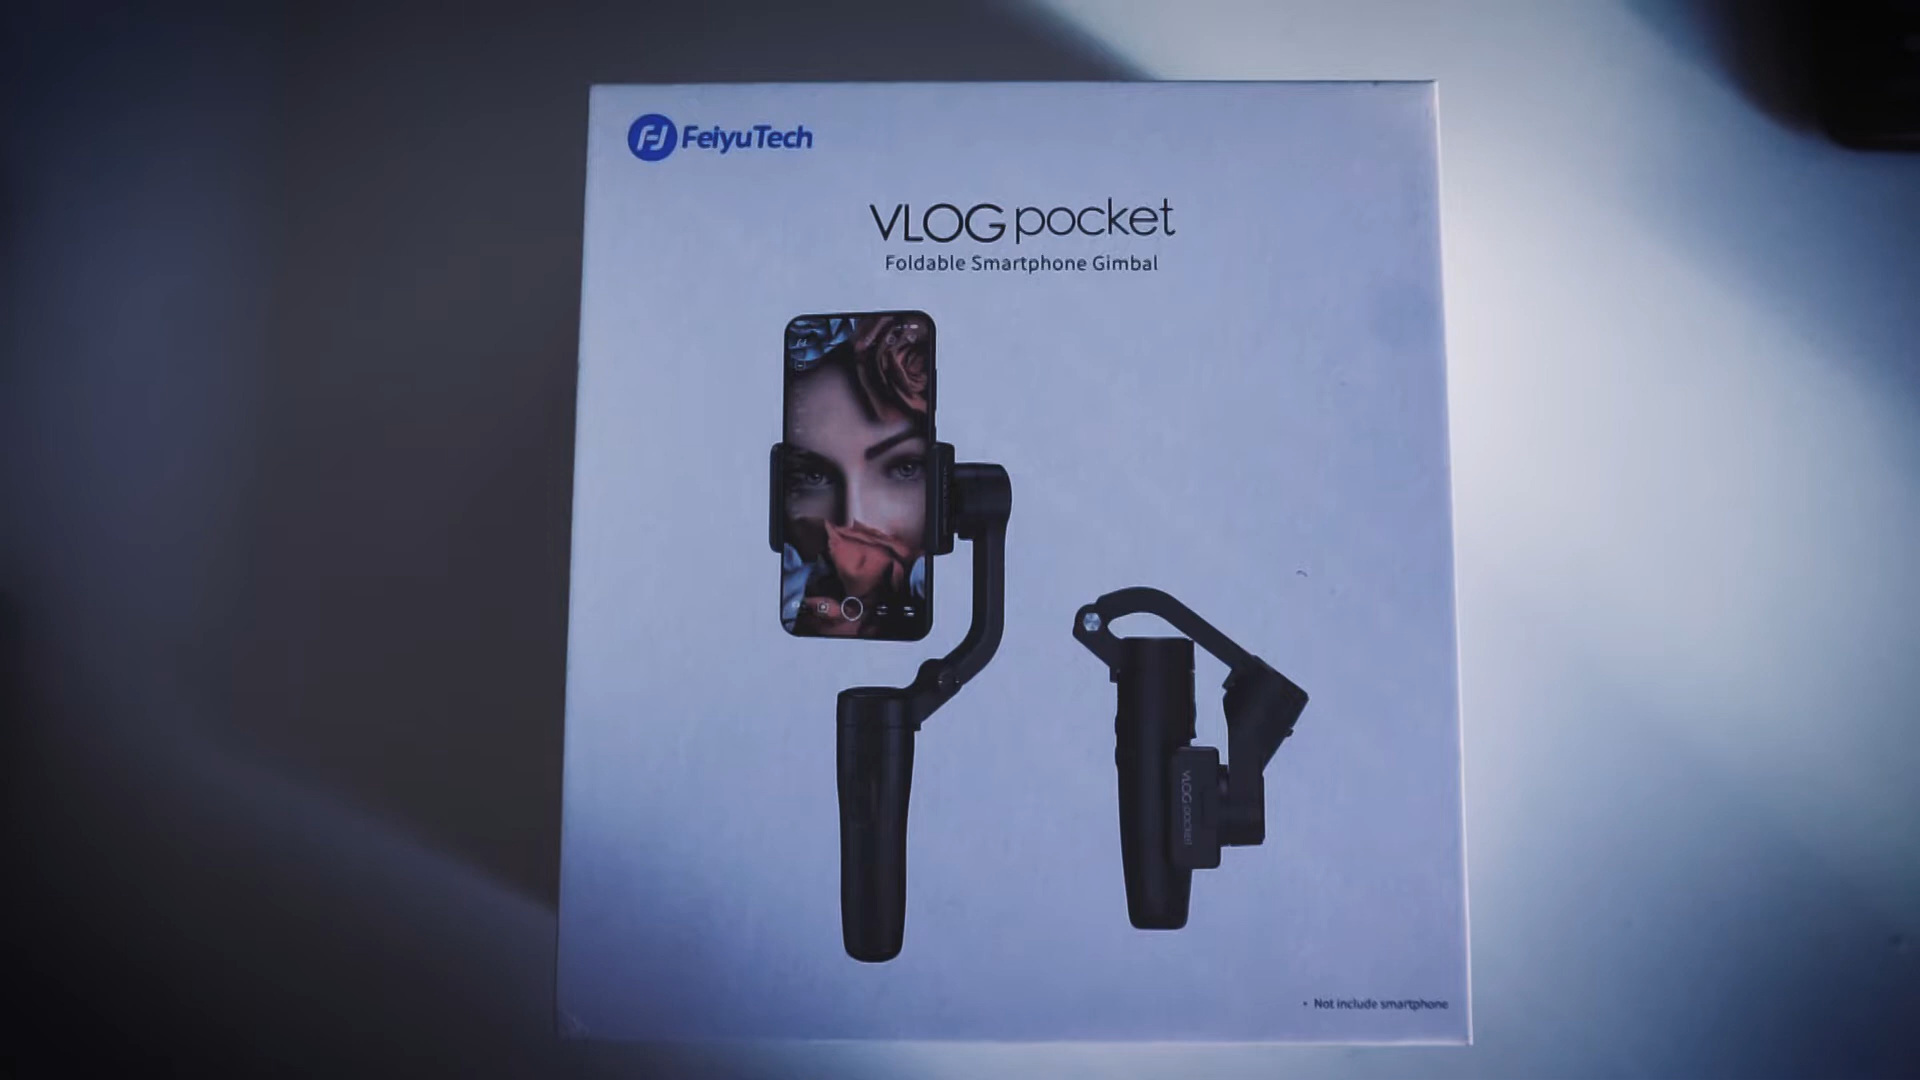 FeiyuTech
VLOG pocket
Foldable Smartphone Gimbal
VLOG pocket
• Not include smartphone